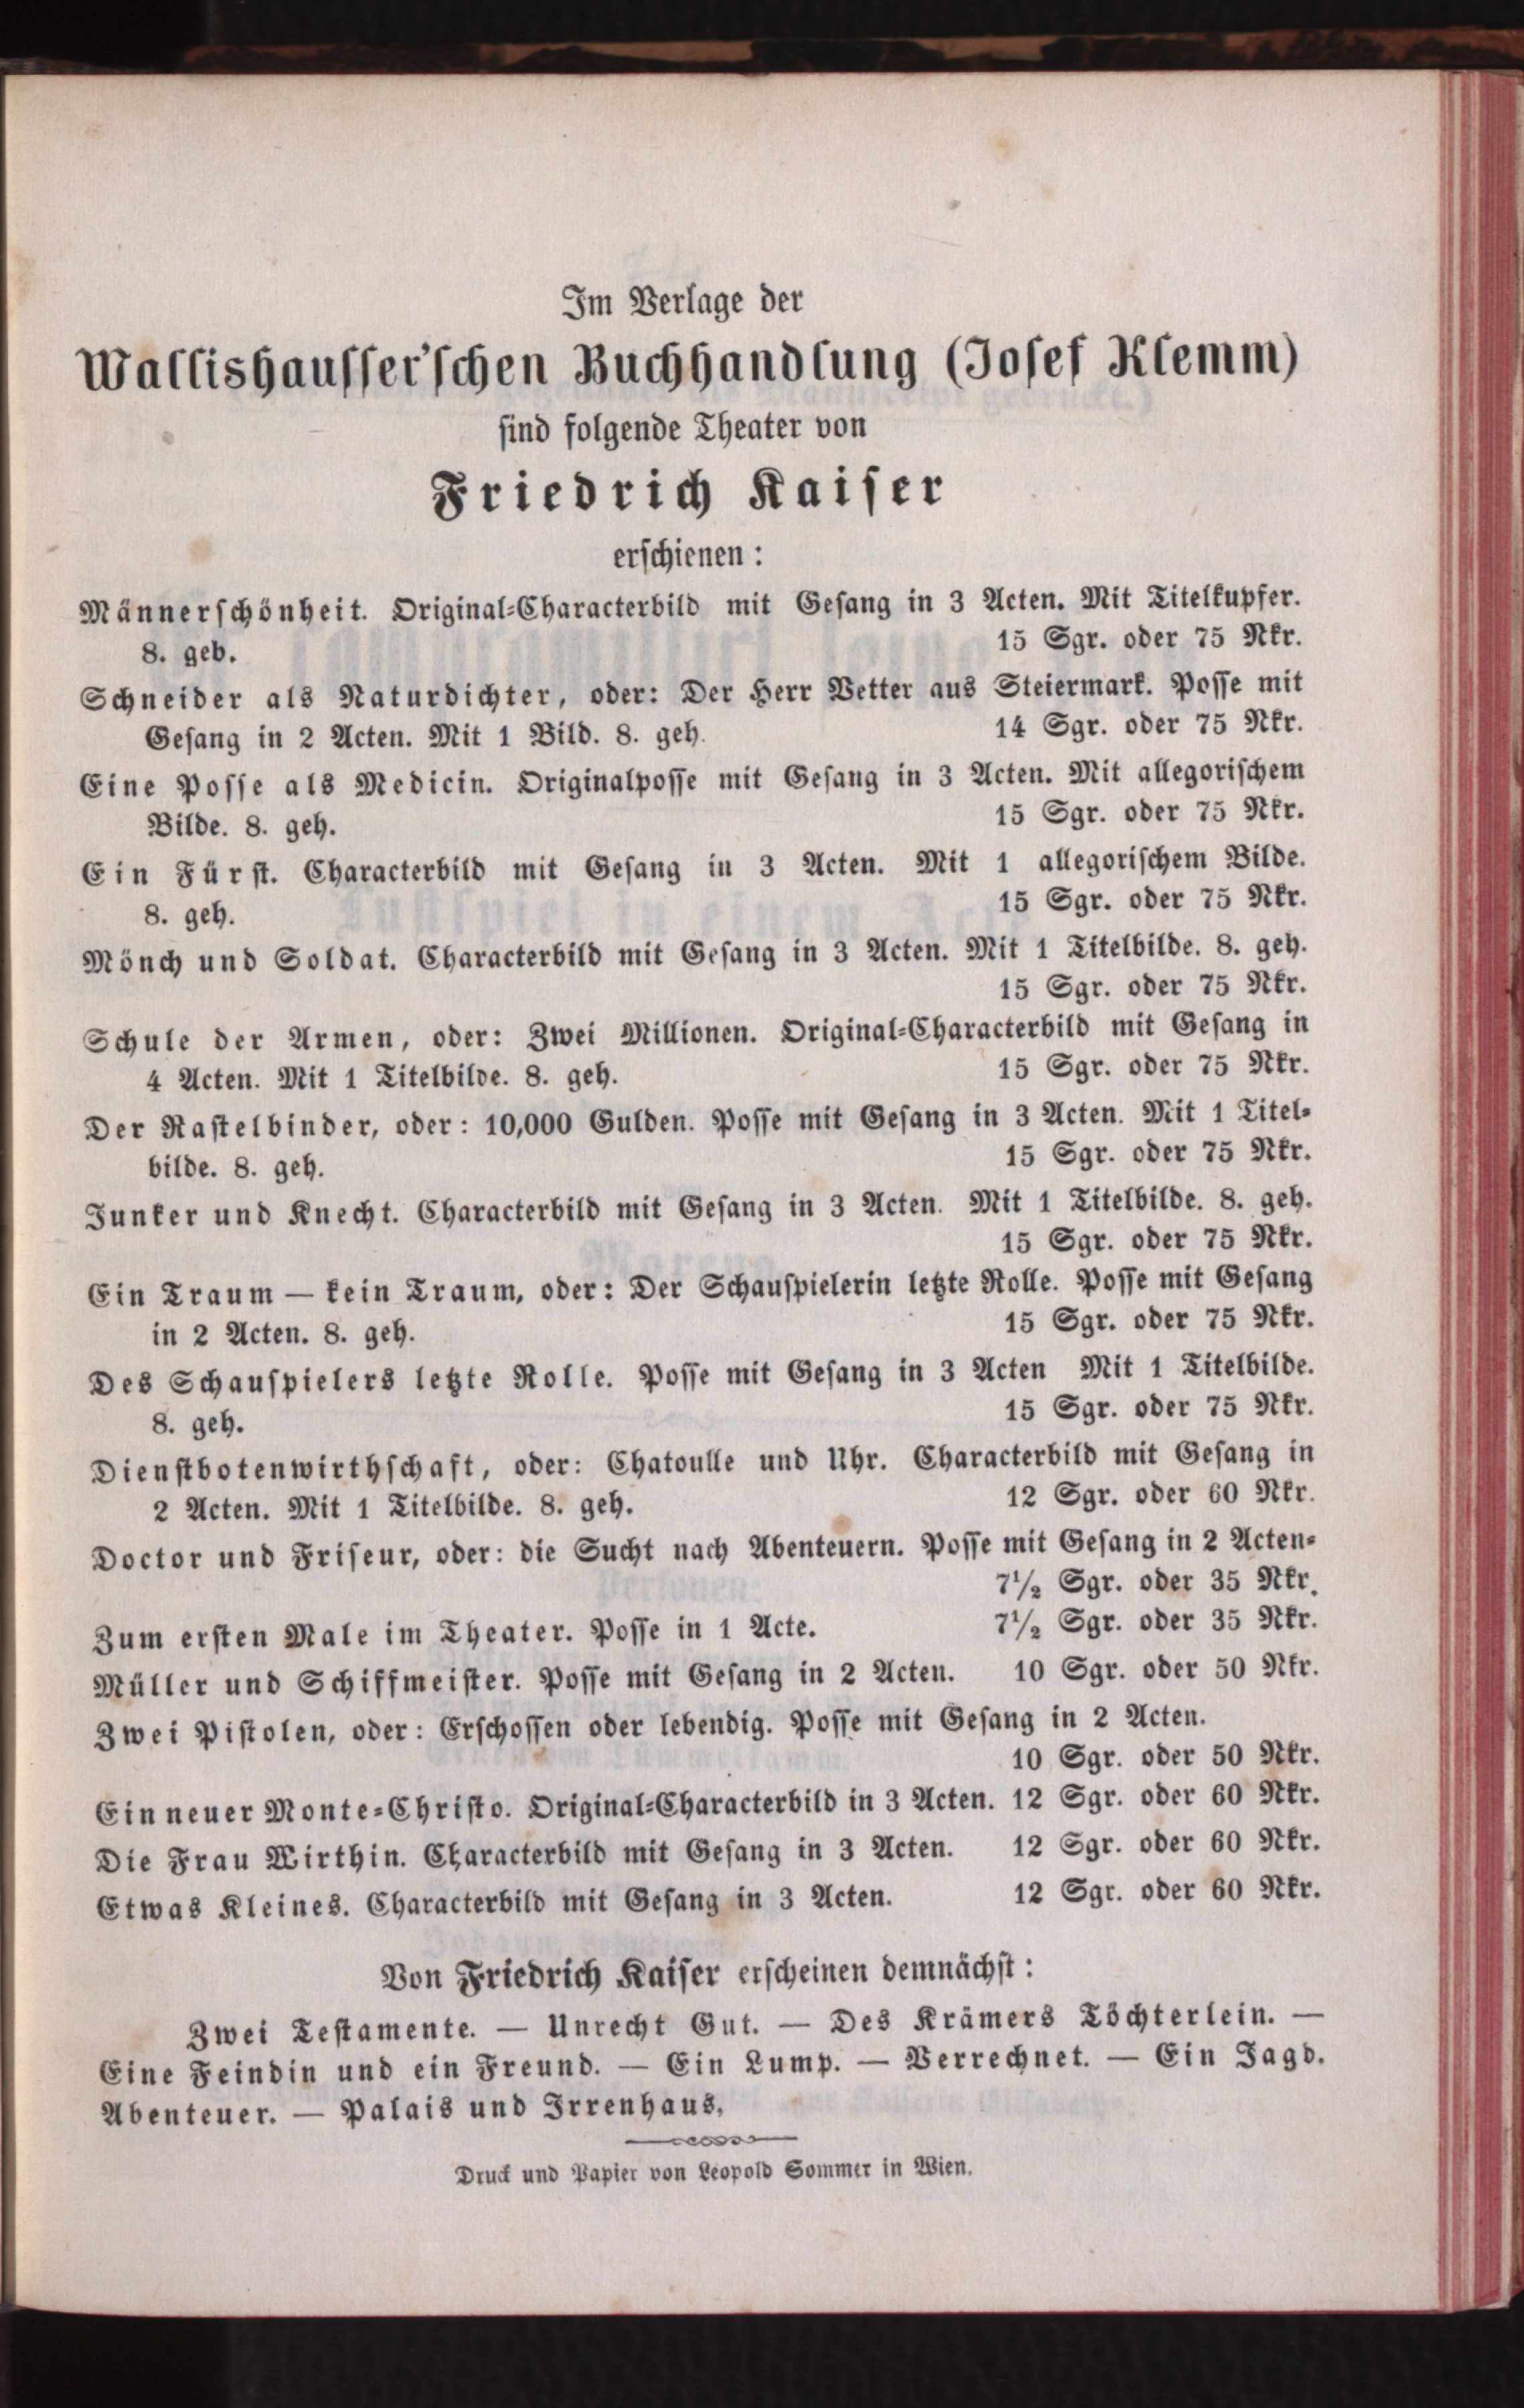 Im Verlage der
Wallishausser'schen Buchhandlung (Josef Klemm)
sind folgende Theater von
Friedrich Kaiser
erschienen:
Männerschönheit. Original-Characterbild mit Gesang in 3 Acten. Mit Titelkupfer.
8. geb. 15 Sgr. oder 75 Nkr.
Schneider als Naturdichter, oder: Der Herr Vetter aus Steiermark. Posse mit
Gesang in 2 Acten. Mit 1 Bild. 8. geh. 14 Sgr. oder 75 Nkr.
Eine Posse als Medicin. Originalposse mit Gesang in 3 Acten. Mit allegorischem
Bilde. 8. geh. 15 Sgr. oder 75 Nkr.
Ein Fürst. Characterbild mit Gesang in 3 Acten. Mit 1 allegorischem Bilde.
8. geh. 15 Sgr. oder 75 Nkr.
Mönch und Soldat. Characterbild mit Gesang in 3 Acten. Mit 1 Titelbilde. 8. geh.
15 Sgr. oder 75 Nkr.
Schule der Armen, oder: Zwei Millionen. Original-Characterbild mit Gesang in
4 Acten. Mit 1 Titelbilde. 8. geh. 15 Sgr. oder 75 Nkr.
Der Rastelbinder, oder: 10,000 Gulden. Posse mit Gesang in 3 Acten. Mit 1 Titel-
bilde. 8. geh. 15 Sgr. oder 75 Nkr.
Junker und Knecht. Characterbild mit Gesang in 3 Acten. Mit 1 Titelbilde. 8. geh.
15 Sgr. oder 75 Nkr.
Ein Traum — kein Traum, oder: Der Schauspielerin letzte Rolle. Posse mit Gesang
in 2 Acten. 8. geh. 15 Sgr. oder 75 Nkr.
Des Schauspielers letzte Rolle. Posse mit Gesang in 3 Acten Mit 1 Titelbilde.
8. geh. 15 Sgr. oder 75 Nkr.
Dienstbotenwirthschaft, oder: Chatoulle und Uhr. Characterbild mit Gesang in
2 Acten. Mit 1 Titelbilde. 8. geh. 12 Sgr. oder 60 Nkr.
Doctor und Friseur, oder: die Sucht nach Abenteuern. Posse mit Gesang in 2 Acten-
7½ Sgr. oder 35 Nkr.
Zum ersten Male im Theater. Posse in 1 Acte. 7½ Sgr. oder 35 Nkr.
Müller und Schiffmeister. Posse mit Gesang in 2 Acten. 10 Sgr. oder 50 Nkr.
Zwei Pistolen, oder: Erschossen oder lebendig. Posse mit Gesang in 2 Acten.
10 Sgr. oder 50 Nkr.
Ein neuer Monte-Christo. Original-Characterbild in 3 Acten. 12 Sgr. oder 60 Nkr.
Die Frau Wirthin. Characterbild mit Gesang in 3 Acten. 12 Sgr. oder 60 Nkr.
Etwas Kleines. Characterbild mit Gesang in 3 Acten. 12 Sgr. oder 60 Nkr.
Von Friedrich Kaiser erscheinen demnächst:
Zwei Testamente. — Unrecht Gut. — Des Krämers Töchterlein. —
Eine Feindin und ein Freund. — Ein Lump. — Verrechnet. — Ein Jagd.
Abenteuer. — Palais und Irrenhaus,
Druck und Papier von Leopold Sommer in Wien.